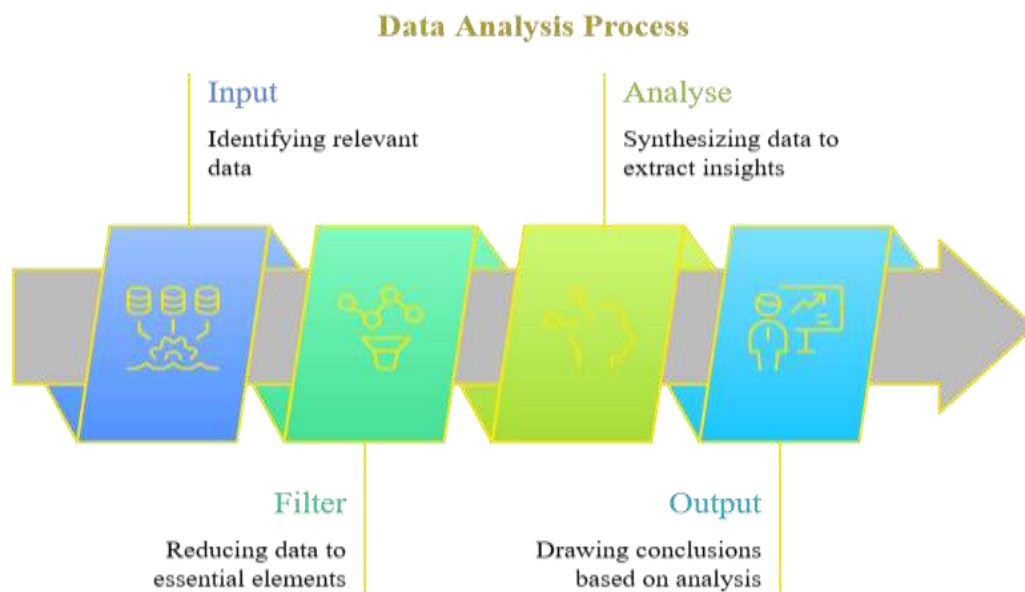 Data Analysis Process
Input
Identifying relevant
data
Analyse
Synthesizing data to
extract insights
Filter
Reducing data to
essential elements
Output
Drawing conclusions
based on analysis